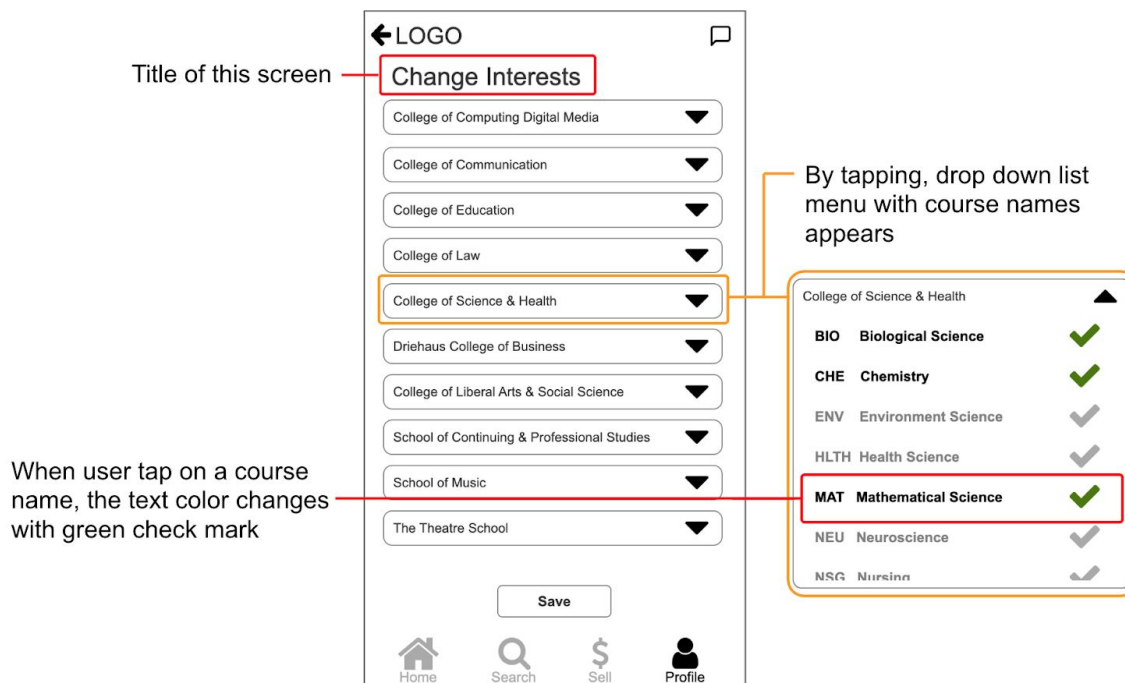 LOGO
Title of this screen
Change Interests
College of Computing Digital Media
College of Communication
College of Education
College of Law
College of Science & Health
Driehaus College of Business
College of Liberal Arts & Social Science
School of Continuing & Professional Studies
School of Music
The Theatre School
Save
Home
Search
$
Sell
Profile
When user tap on a course
name, the text color changes
with green check mark
By tapping, drop down list
menu with course names
appears
College of Science & Health
BIO Biological Science
CHE Chemistry
ENV Environment Science
HLTH Health Science
MAT Mathematical Science
NEU Neuroscience
NSG Nursing